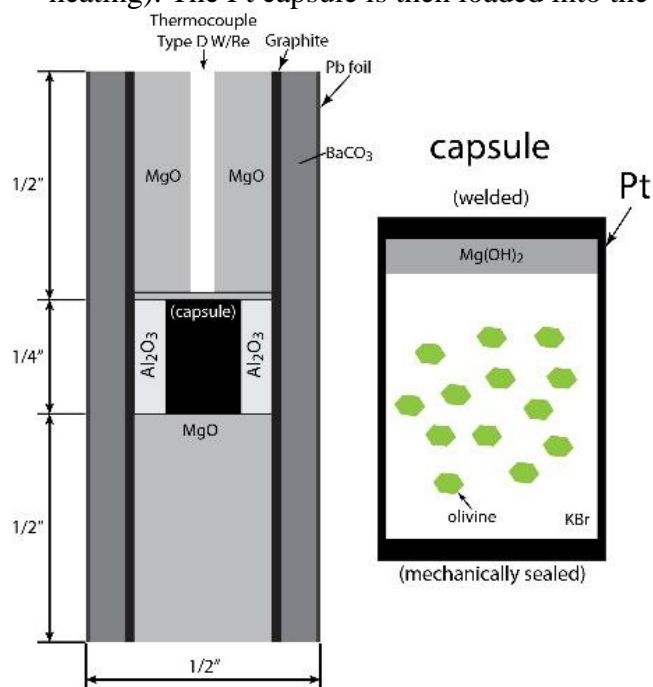 heating). The Pt capsule is then loaded into the
Thermocouple
Type D W/Re
Graphite
Pb foil
BaCO3
MgO
MgO
1/2"
(capsule)
Al2O3
Al2O3
1/4"
MgO
1/2"
1/2"
capsule
(welded)
Pt
Mg(OH)2
olivine
KBr
(mechanically sealed)